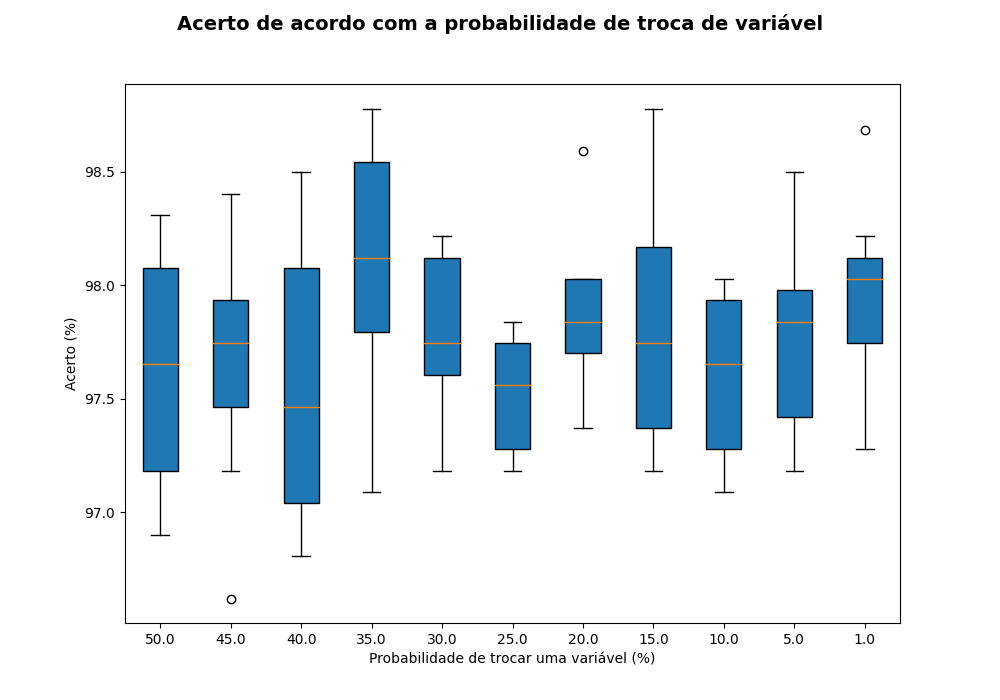 Acerto de acordo com a probabilidade de troca de variável
Acerto (%)
98.5
98.0
97.5
97.0
50.0 45.0 40.0 35.0 30.0 25.0 20.0 15.0 10.0 5.0 1.0
Probabilidade de trocar uma variável (%)